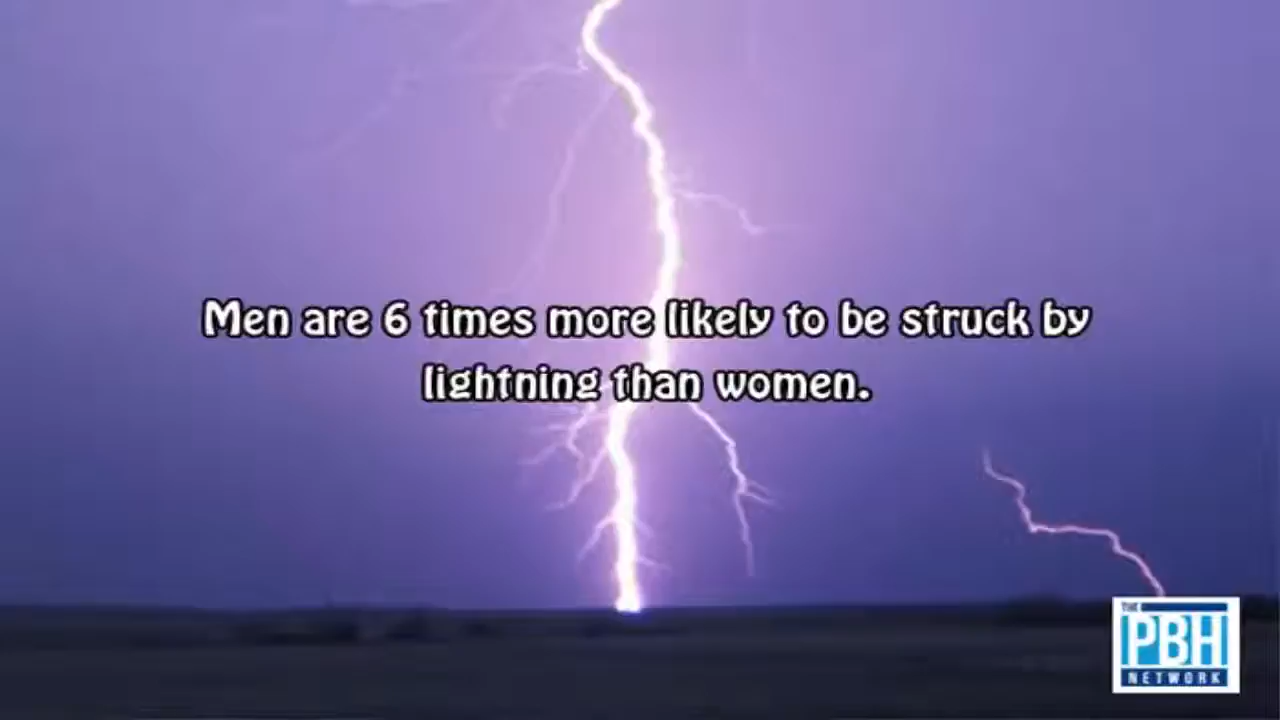 Men are 6 times more likely to be struck by
lightning than women.
THE
PBH
NETWORK